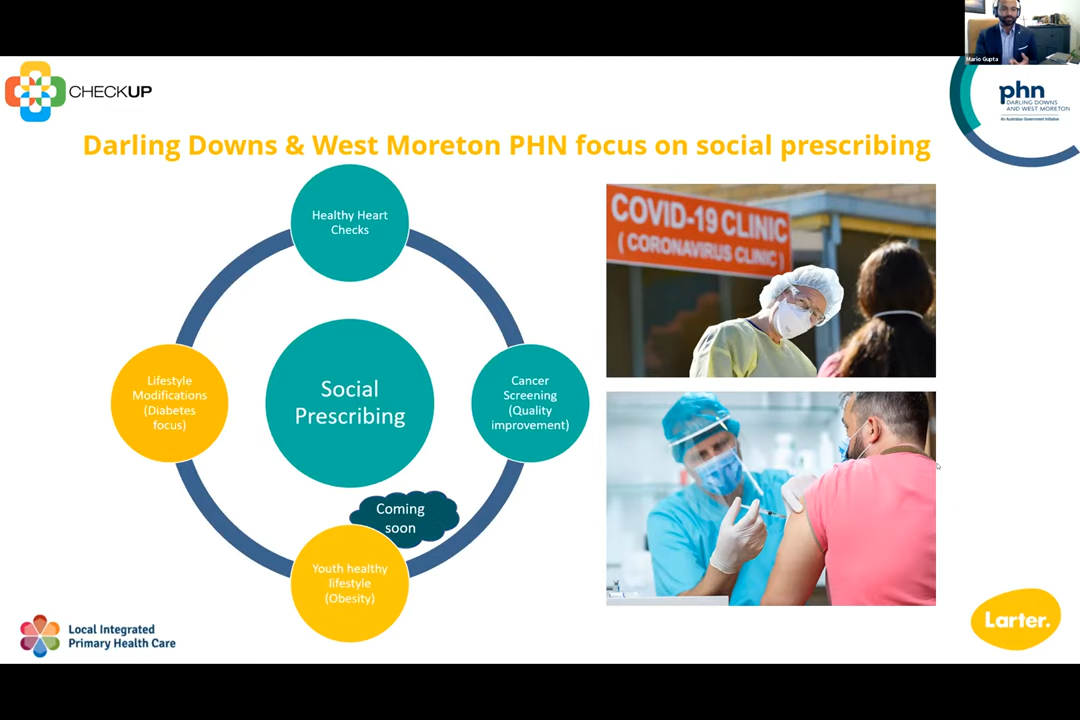 Mario Gupta
CHECKUP
phn
DARLING DOWNS
AND WEST MORETON
An Australian Government Initiative
Darling Downs & West Moreton PHN focus on social prescribing
Healthy Heart
Checks
COVID-19 CLINIC
( CORONAVIRUS CLINIC )
Lifestyle
Modifications
(Diabetes
focus)
Social
Prescribing
Cancer
Screening
(Quality
improvement)
Coming
soon
Youth healthy
lifestyle
(Obesity)
Local Integrated
Primary Health Care
Larter.